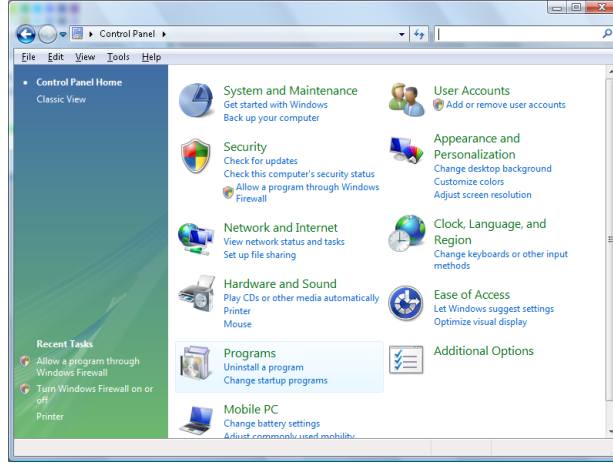 Control Panel
File Edit View Tools Help
Control Panel Home
Classic View
System and Maintenance
Get started with Windows
Back up your computer
Security
Check for updates
Check this computer's security status
Allow a program through Windows
Firewall
Network and Internet
View network status and tasks
Set up file sharing
Hardware and Sound
Play CDs or other media automatically
Printer
Mouse
Programs
Uninstall a program
Change startup programs
Mobile PC
Change battery settings
Adjust commonly used mobility
User Accounts
Add or remove user accounts
Appearance and
Personalization
Change desktop background
Customize colors
Adjust screen resolution
Clock, Language, and
Region
Change keyboards or other input
methods
Ease of Access
Let Windows suggest settings
Optimize visual display
Additional Options
Recent Tasks
Allow a program through
Windows Firewall
Turn Windows Firewall on or
off
Printer